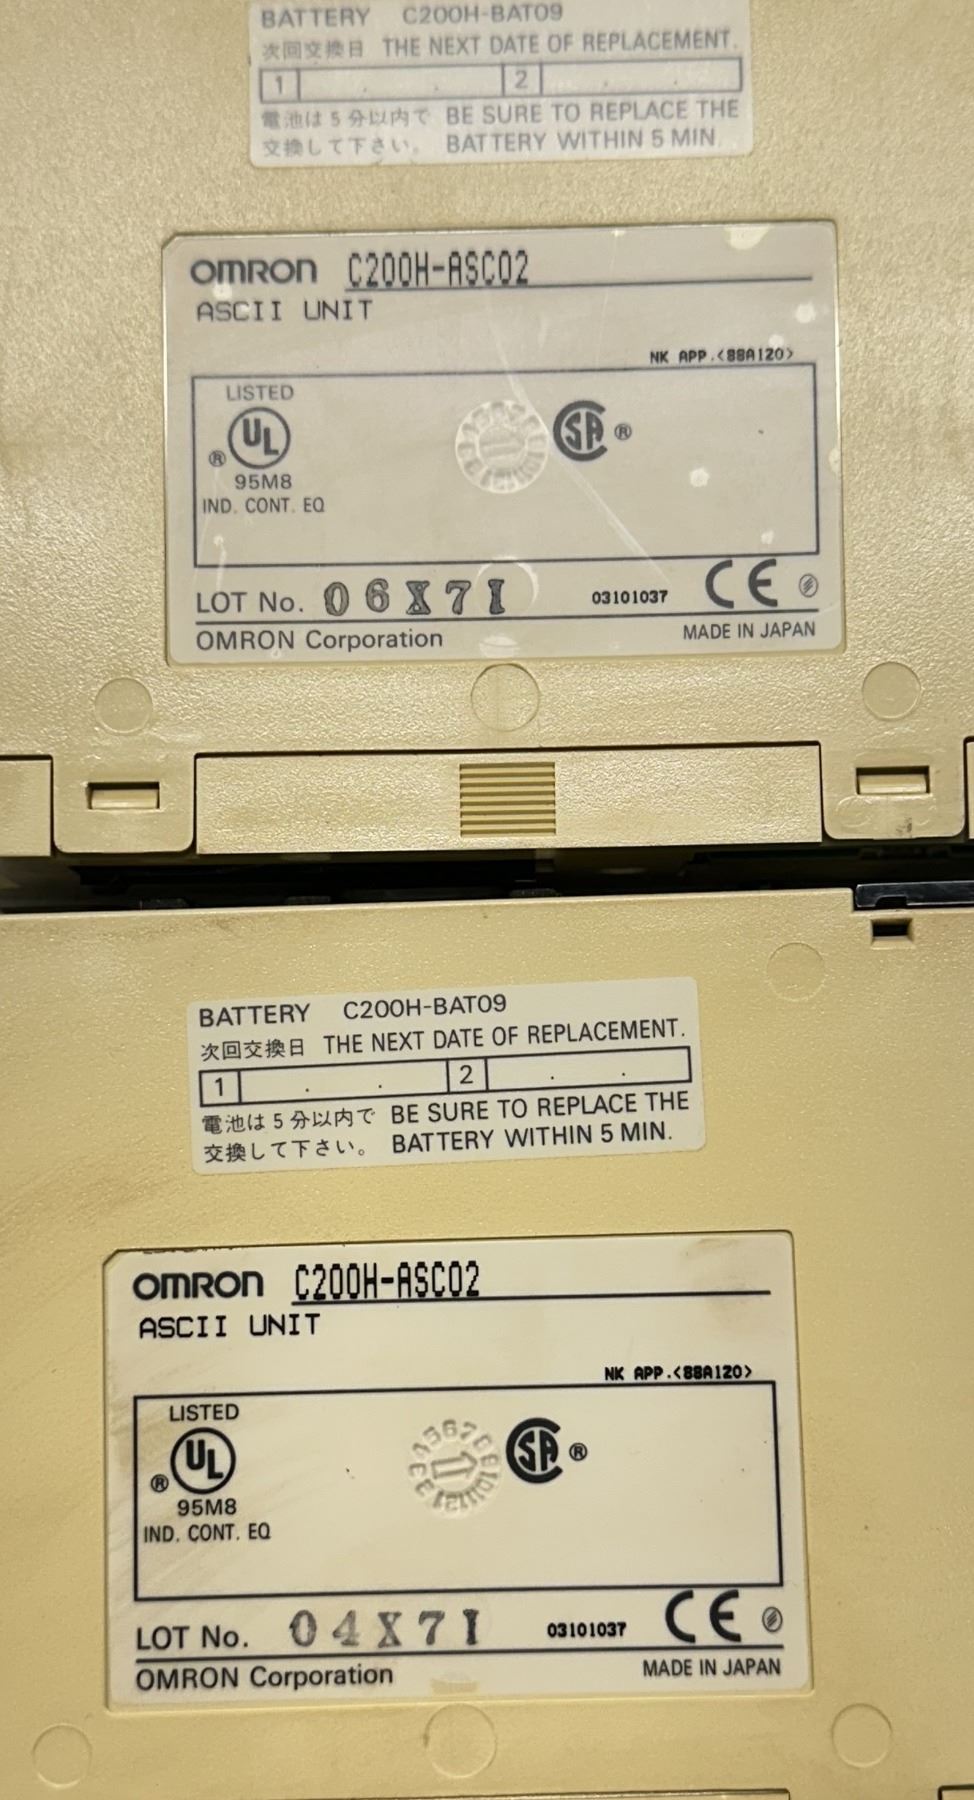 BATTERY C200H-BAT09
次回交換日 THE NEXT DATE OF REPLACEMENT.
1 . . 2 . .
電池は5分以内で BE SURE TO REPLACE THE
交換して下さい。 BATTERY WITHIN 5 MIN.
OMRON C200H-ASC02
ASCII UNIT
NK APP.<88A120>
LISTED
UL
®
95M8
IND. CONT. EQ
SA ®
LOT No. 06X7I 03101037 CE
OMRON Corporation MADE IN JAPAN
BATTERY C200H-BAT09
次回交換日 THE NEXT DATE OF REPLACEMENT.
1 . . 2 . .
電池は5分以内で BE SURE TO REPLACE THE
交換して下さい。 BATTERY WITHIN 5 MIN.
OMRON C200H-ASC02
ASCII UNIT
NK APP.<88A120>
LISTED
UL
®
95M8
IND. CONT. EQ
SA ®
LOT No. 04X7I 03101037 CE
OMRON Corporation MADE IN JAPAN